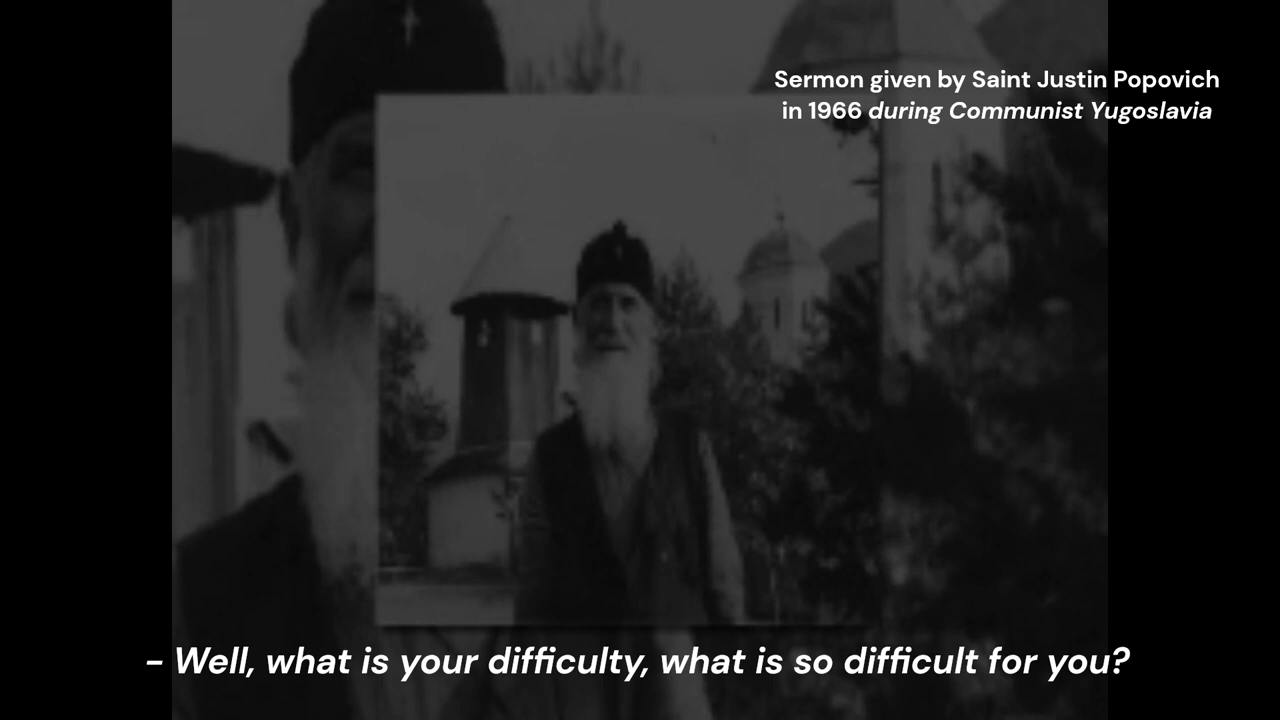 Sermon given by Saint Justin Popovich
in 1966 during Communist Yugoslavia
– Well, what is your difficulty, what is so difficult for you?